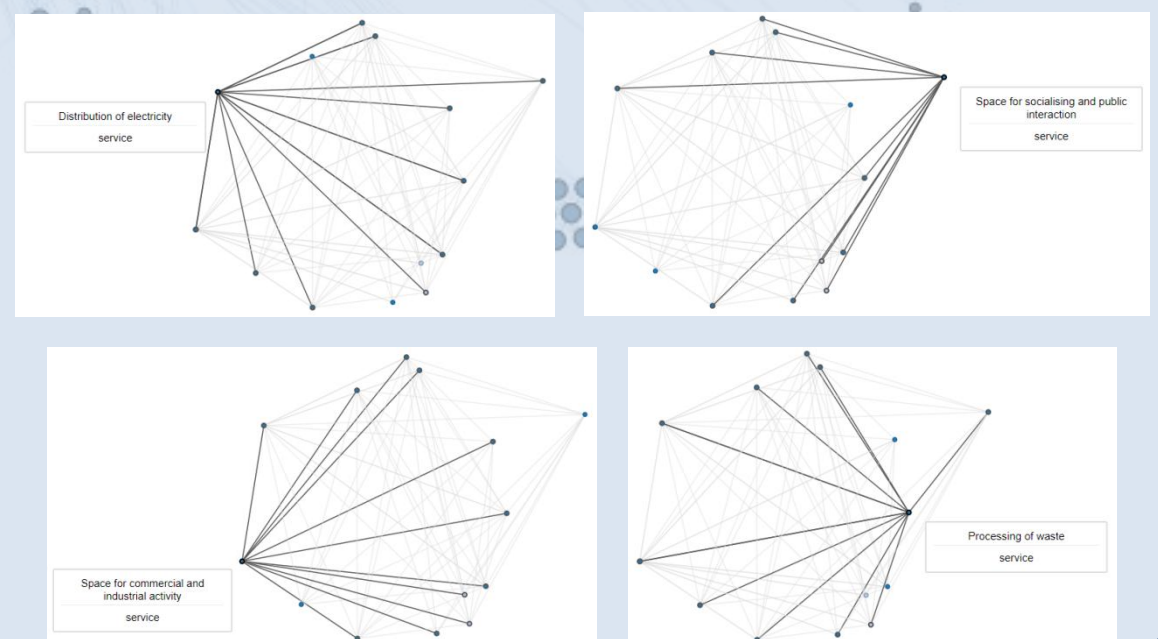 Distribution of electricity
service
Space for socialising and public
interaction
service
Space for commercial and
industrial activity
service
Processing of waste
service